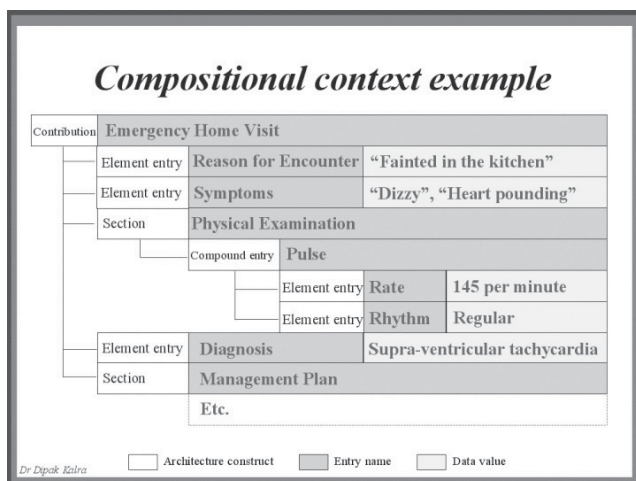 Compositional context example
Contribution Emergency Home Visit
Element entry Reason for Encounter “Fainted in the kitchen”
Element entry Symptoms “Dizzy”, “Heart pounding”
Section Physical Examination
Compound entry Pulse
Element entry Rate 145 per minute
Element entry Rhythm Regular
Element entry Diagnosis Supra-ventricular tachycardia
Section Management Plan
Etc.
Architecture construct Entry name Data value
Dr Dipak Kalra